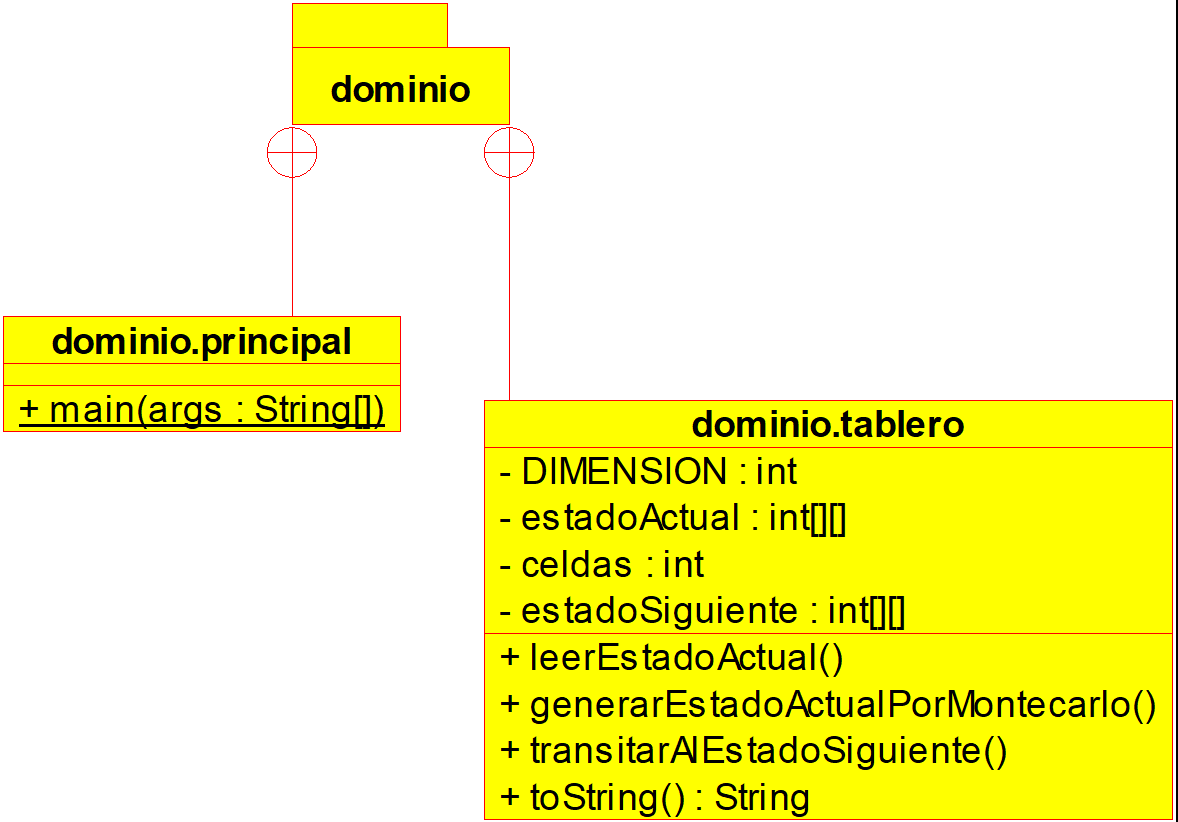 dominio
dominio.principal
+ main(args : String[])
dominio.tablero
- DIMENSION : int
- estadoActual : int[][]
- celdas : int
- estadoSiguiente : int[][]
+ leerEstadoActual()
+ generarEstadoActualPorMontecarlo()
+ transitarAlEstadoSiguiente()
+ toString() : String